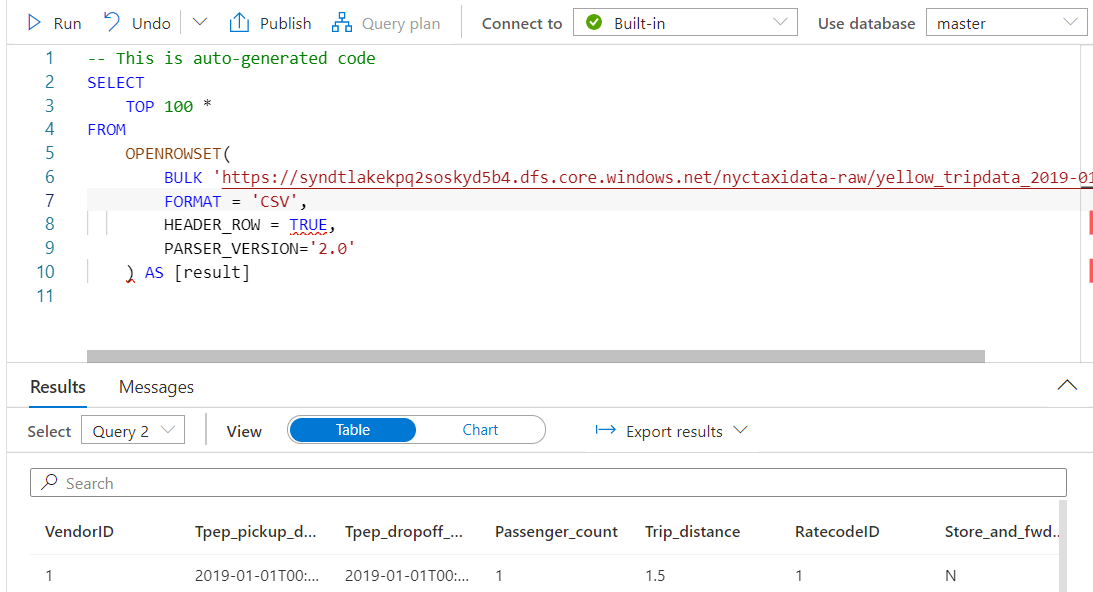 Run Undo Publish Query plan Connect to Built-in Use database master
1 -- This is auto-generated code
2 SELECT
3 TOP 100 *
4 FROM
5 OPENROWSET(
6 BULK 'https://syndtlakekpq2soskyd5b4.dfs.core.windows.net/nyctaxidata-raw/yellow_tripdata_2019-01
7 FORMAT = 'CSV',
8 HEADER_ROW = TRUE,
9 PARSER_VERSION='2.0'
10 ) AS [result]
11
Results Messages
Select Query 2 View Table Chart Export results
Search
VendorID Tpep_pickup_d... Tpep_dropoff_... Passenger_count Trip_distance RatecodeID Store_and_fwd...
1 2019-01-01T00:... 2019-01-01T00:... 1 1.5 1 N